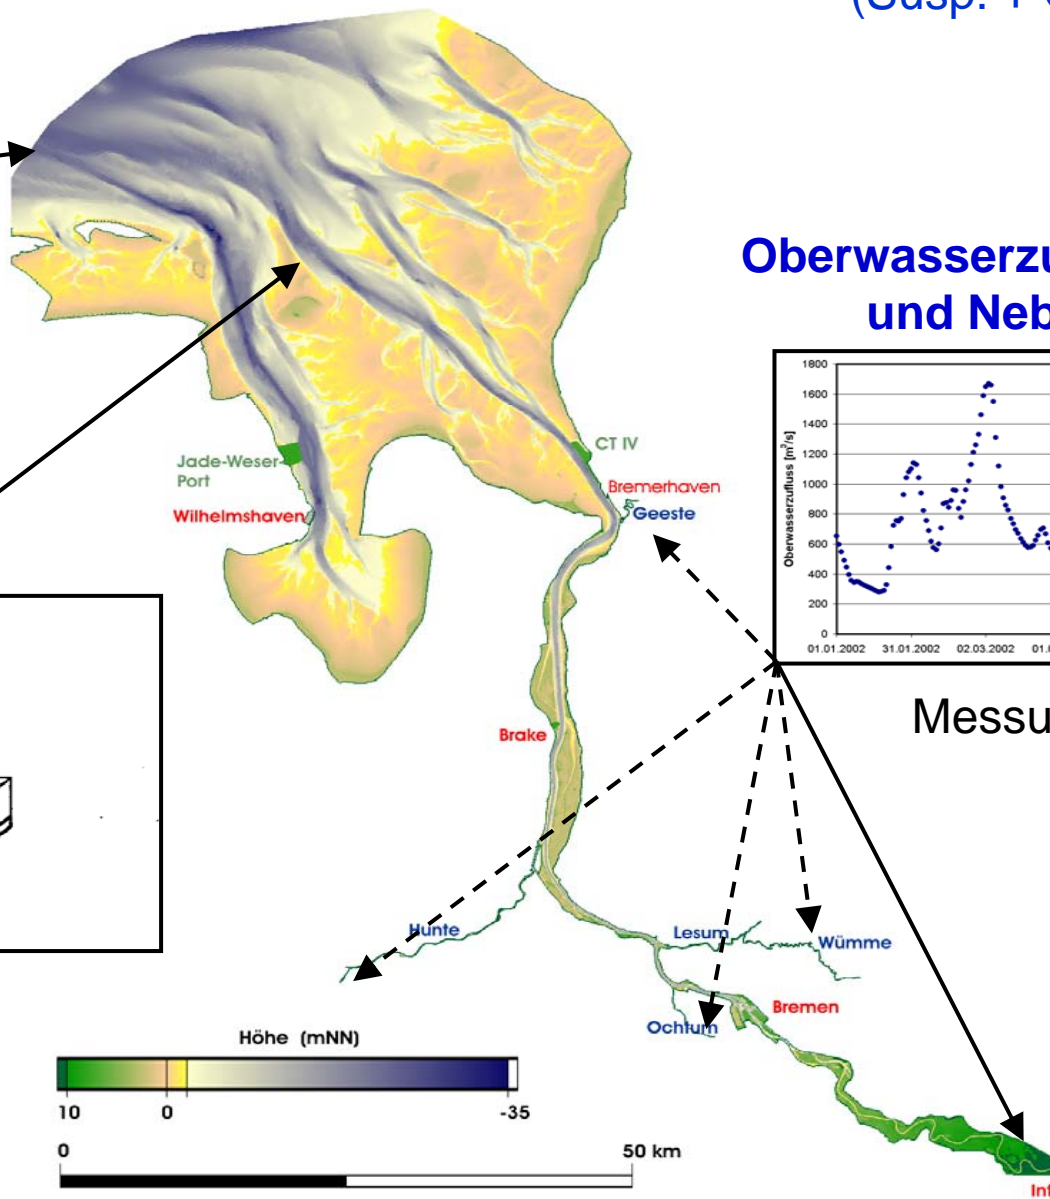 (Susp. +
Oberwasserzu
und Neb
1800
1600
1400
1200
1000
800
600
400
200
0
Oberwasserzufluss [m³/s]
01.01.2002 31.01.2002 02.03.2002 01.0
Messu
Jade-Weser-
Port
Wilhelmshaven
CT IV
Bremerhaven
Geeste
Brake
Hunte
Lesum
Wümme
Ochtum
Bremen
Int
Höhe (mNN)
10 0 -35
0 50 km